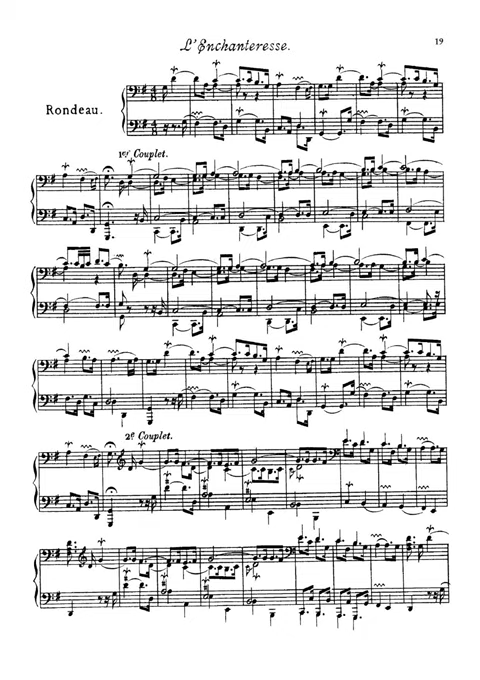 L'Enchanteresse.
19
Rondeau.
1er Couplet.
2e Couplet.